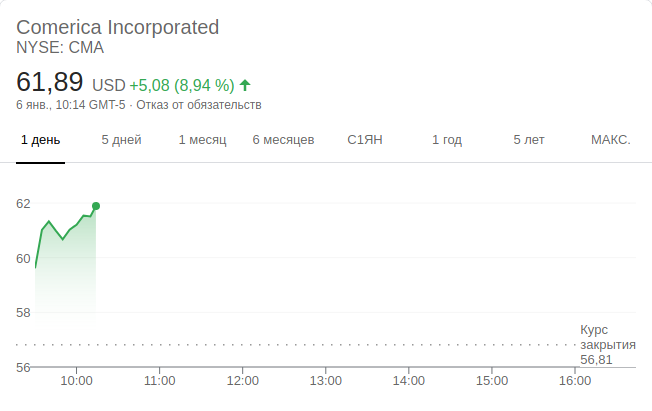 Comerica Incorporated
NYSE: CMA
61,89 USD +5,08 (8,94 %)
6 янв., 10:14 GMT-5 · Отказ от обязательств
1 день 5 дней 1 месяц 6 месяцев С1ЯН 1 год 5 лет МАКС.
62
60
58
Курс
закрытия
56,81
56
10:00 11:00 12:00 13:00 14:00 15:00 16:00